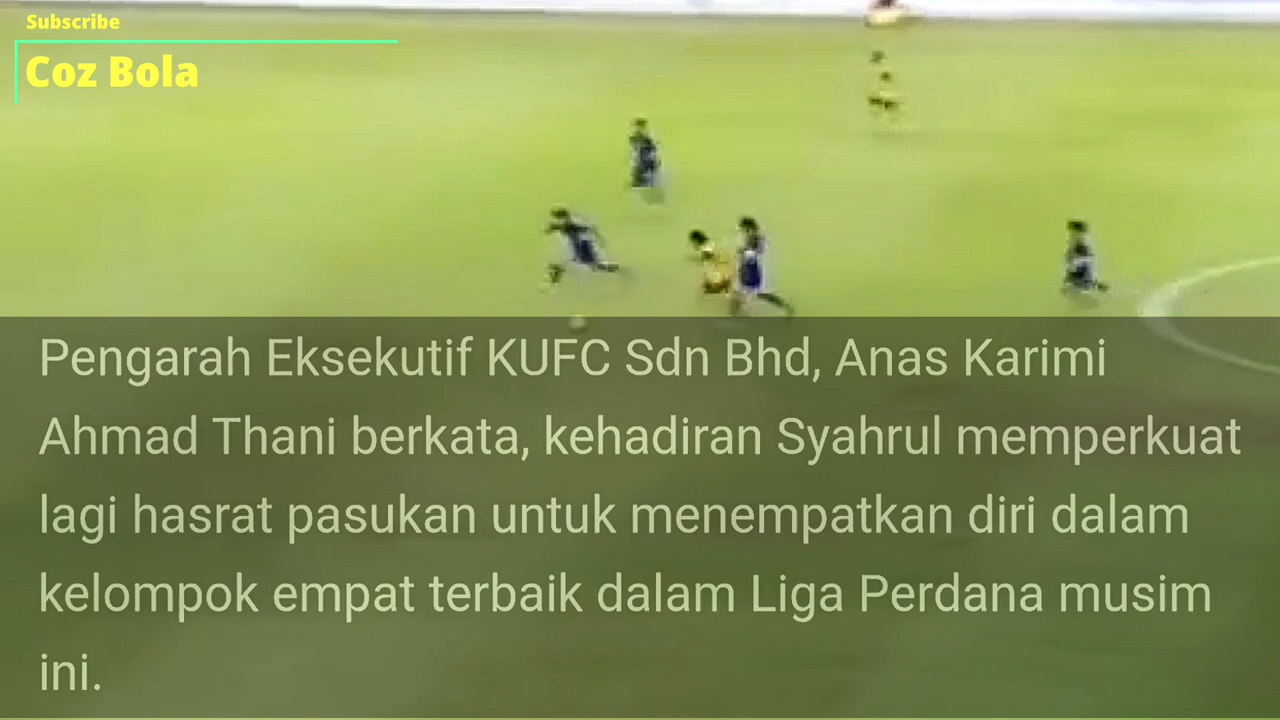 Subscribe
Coz Bola
Pengarah Eksekutif KUFC Sdn Bhd, Anas Karimi
Ahmad Thani berkata, kehadiran Syahrul memperkuat
lagi hasrat pasukan untuk menempatkan diri dalam
kelompok empat terbaik dalam Liga Perdana musim
ini.